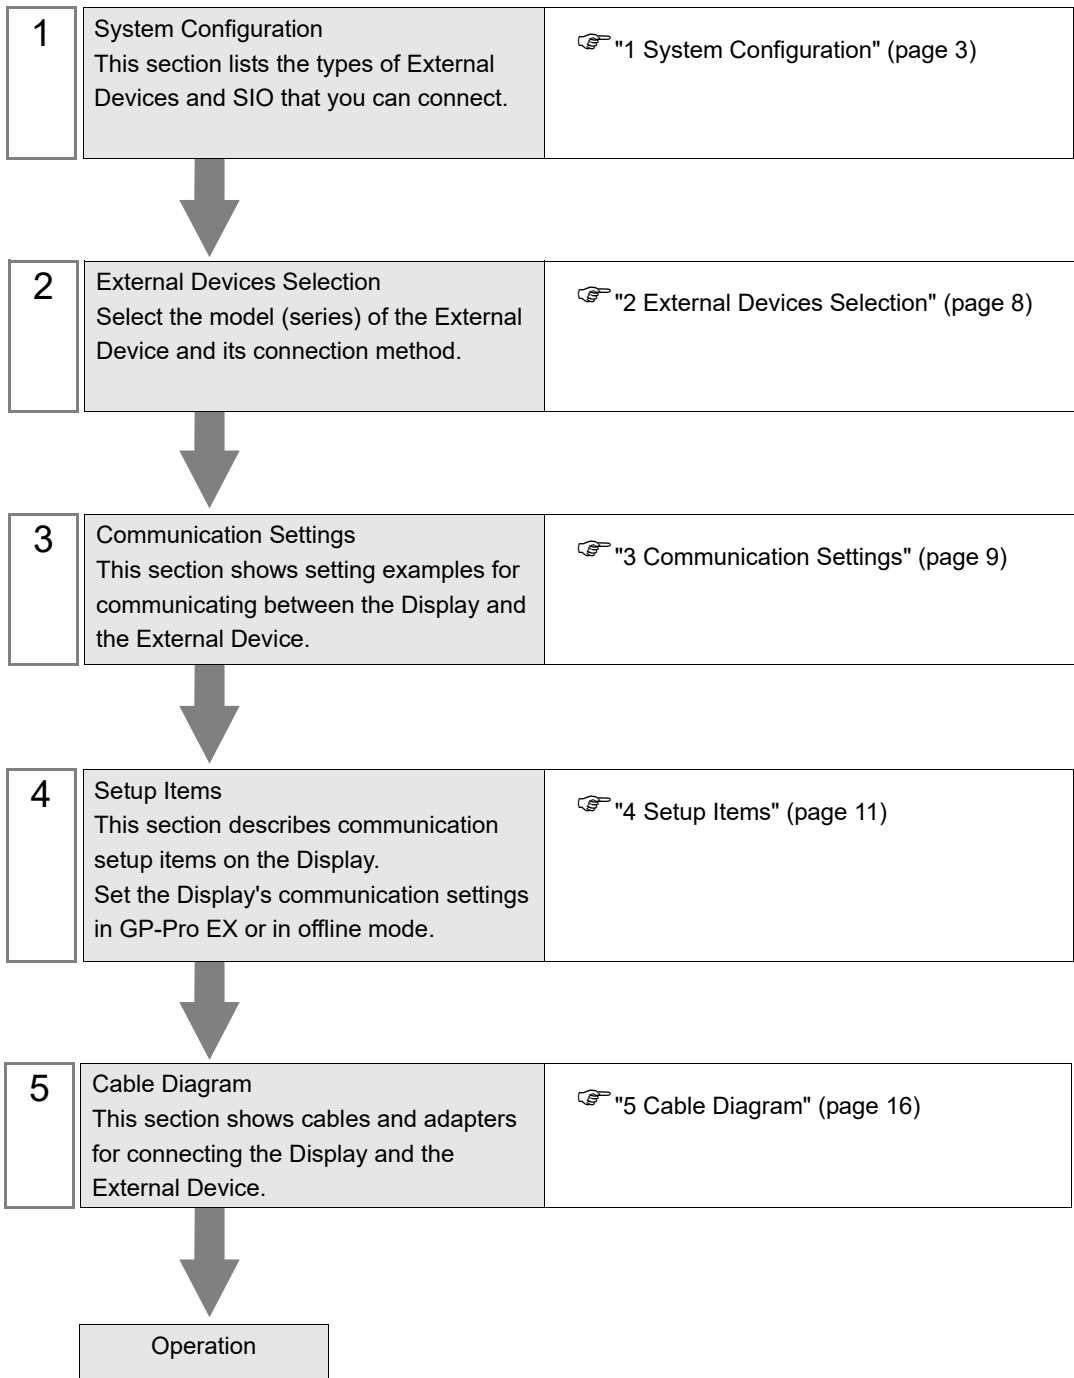 1
System Configuration
This section lists the types of External
Devices and SIO that you can connect.
"1 System Configuration" (page 3)
2
External Devices Selection
Select the model (series) of the External
Device and its connection method.
"2 External Devices Selection" (page 8)
3
Communication Settings
This section shows setting examples for
communicating between the Display and
the External Device.
"3 Communication Settings" (page 9)
4
Setup Items
This section describes communication
setup items on the Display.
Set the Display's communication settings
in GP-Pro EX or in offline mode.
"4 Setup Items" (page 11)
5
Cable Diagram
This section shows cables and adapters
for connecting the Display and the
External Device.
"5 Cable Diagram" (page 16)
Operation